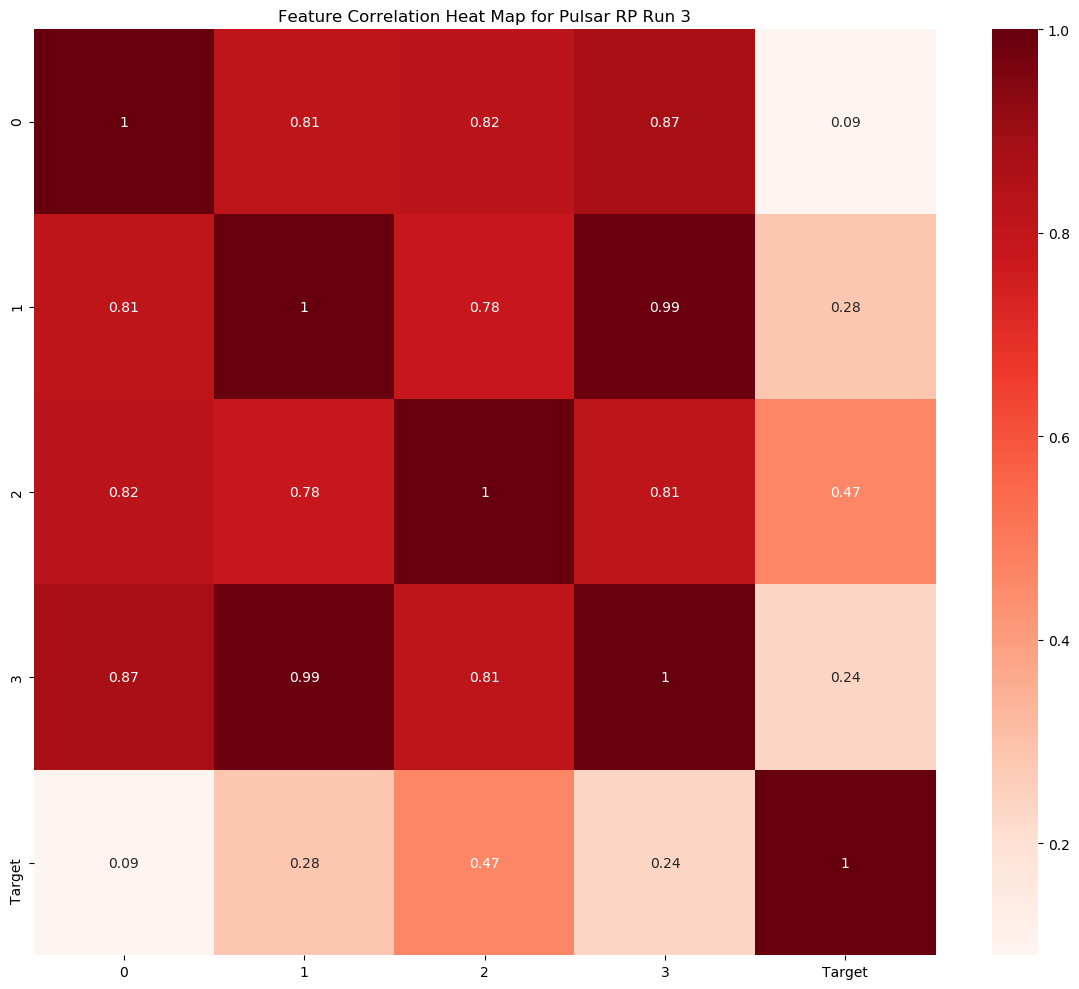 Feature Correlation Heat Map for Pulsar RP Run 3
0 1 0.81 0.82 0.87 0.09
1 0.81 1 0.78 0.99 0.28
2 0.82 0.78 1 0.81 0.47
3 0.87 0.99 0.81 1 0.24
Target 0.09 0.28 0.47 0.24 1
0 1 2 3 Target
1.0
0.8
0.6
0.4
0.2